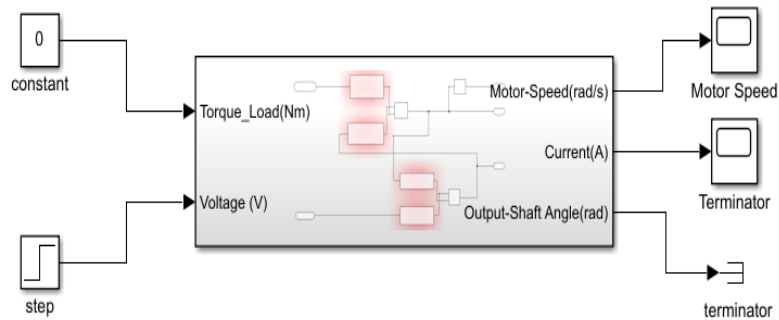 0
constant
Torque_Load(Nm)
Voltage (V)
step
Motor-Speed(rad/s)
Current(A)
Output-Shaft Angle(rad)
Motor Speed
Terminator
terminator